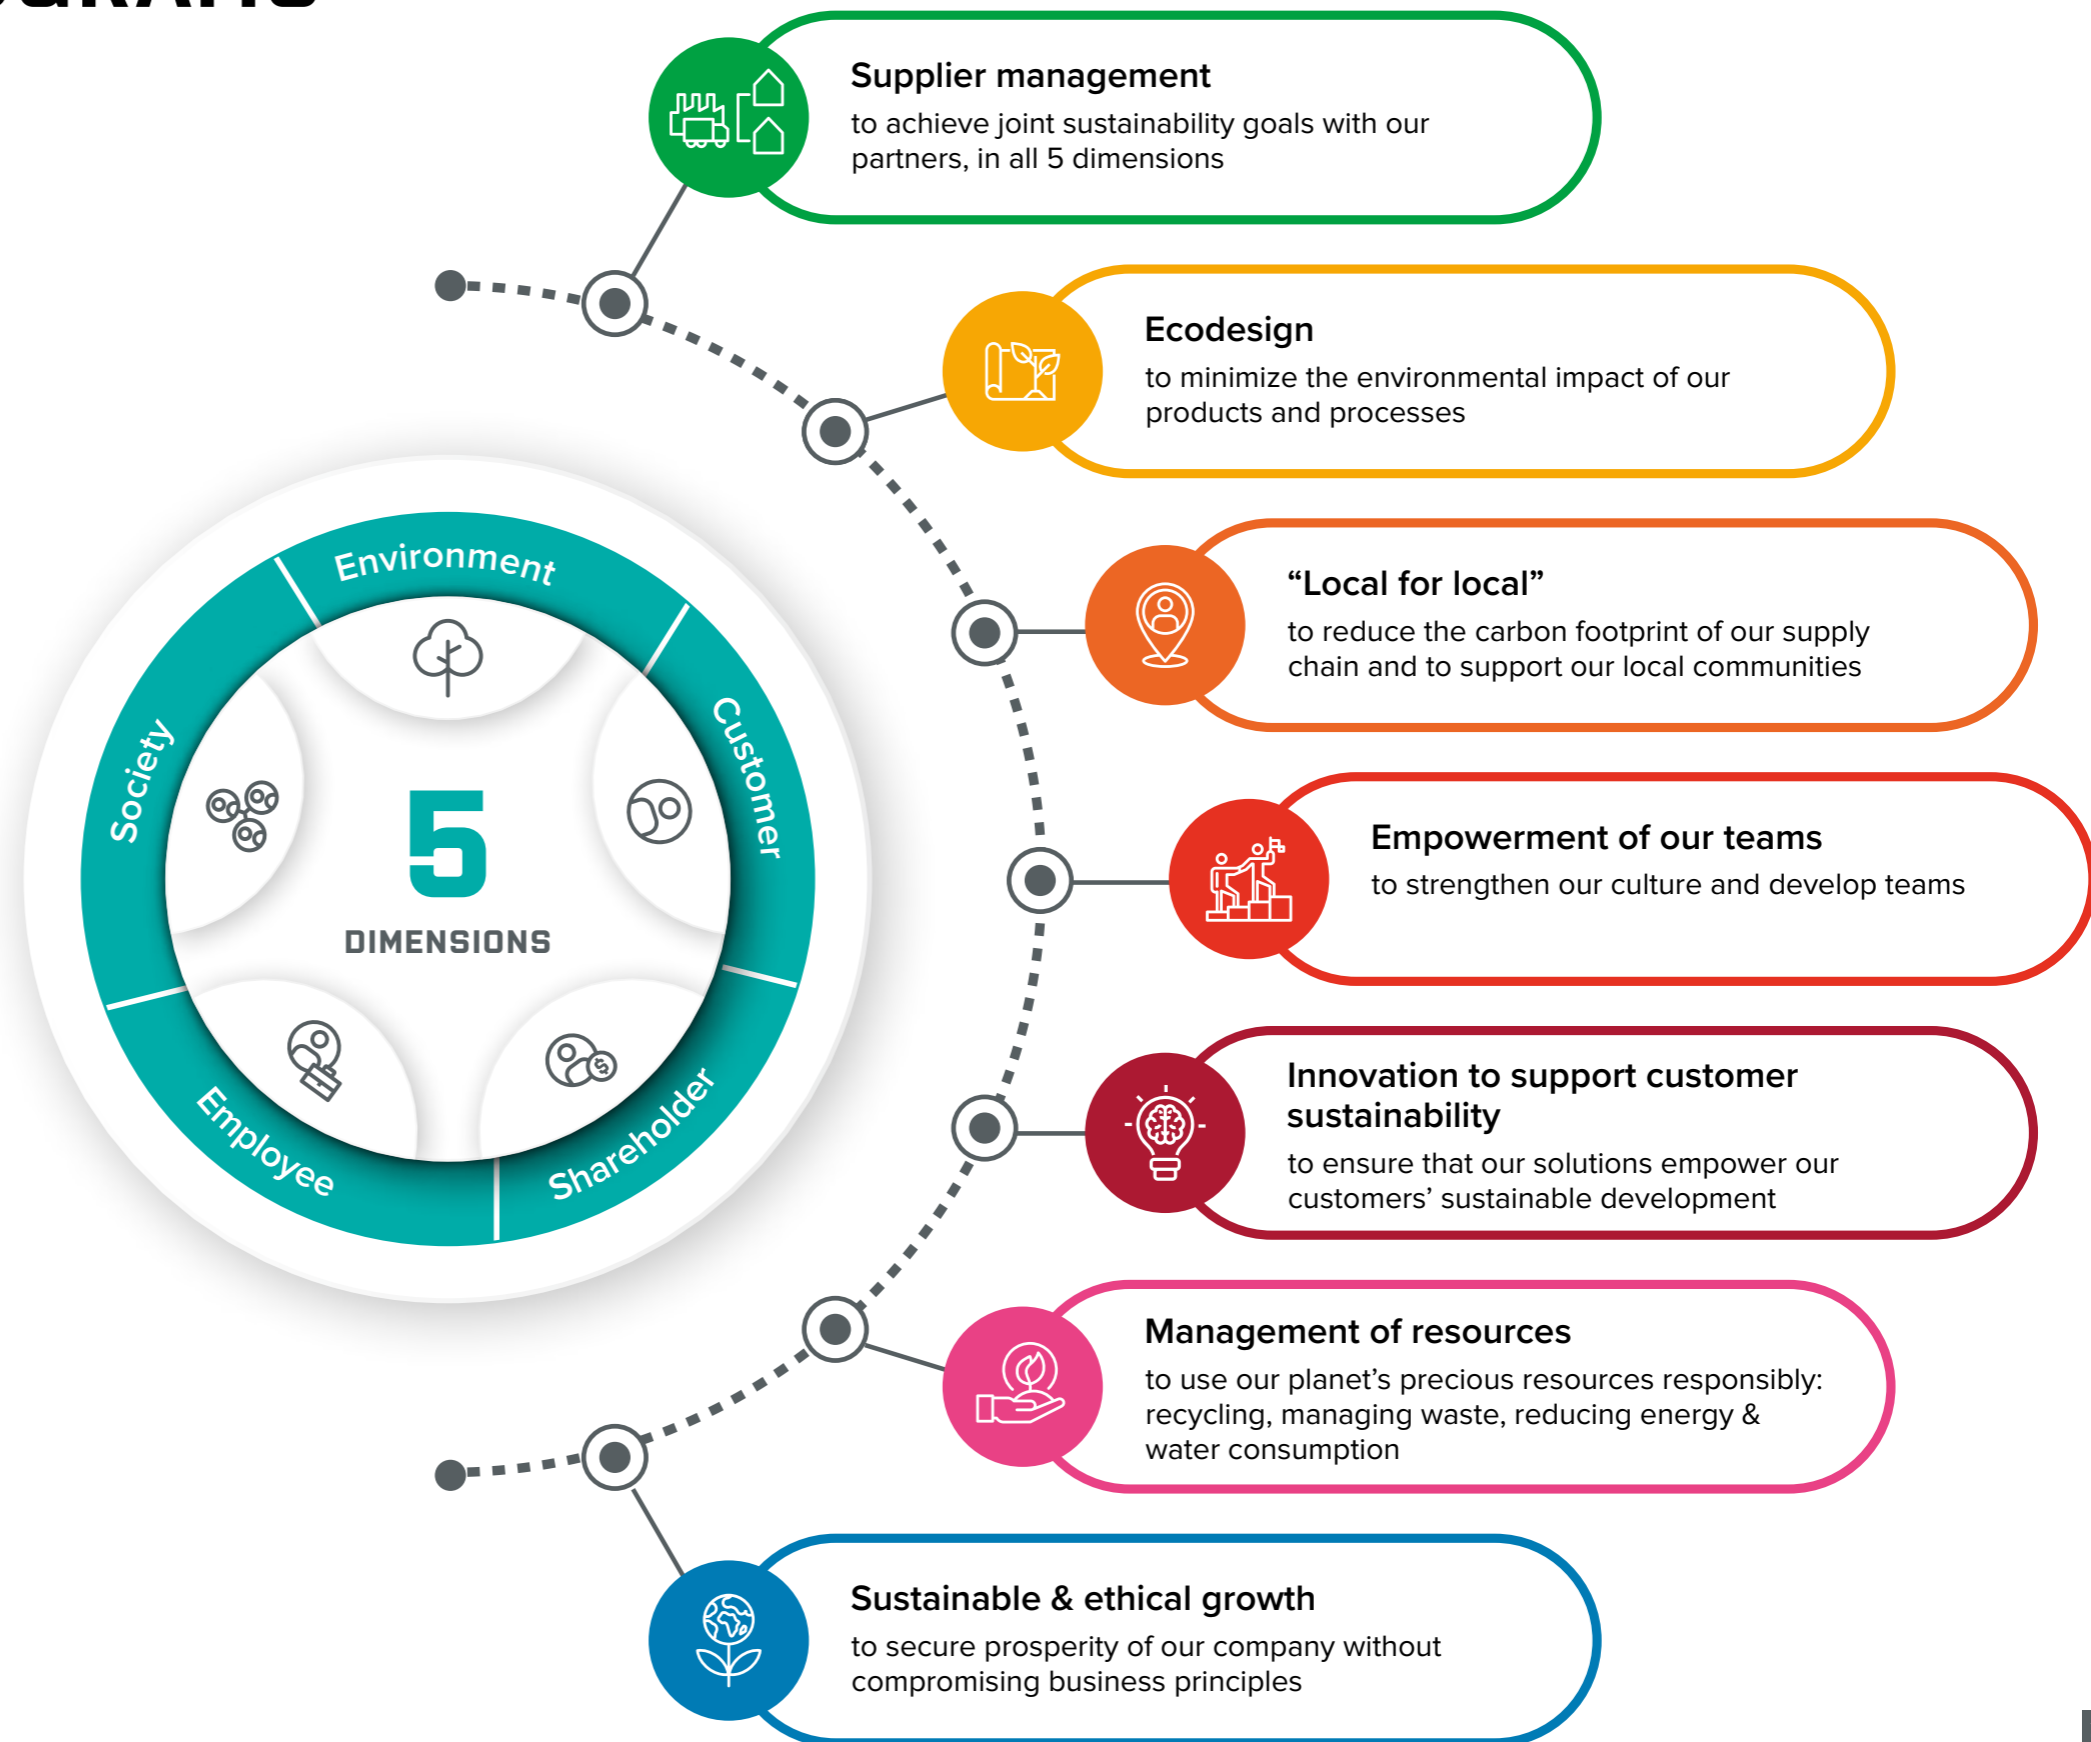 Supplier management
to achieve joint sustainability goals with our
partners, in all 5 dimensions
Ecodesign
to minimize the environmental impact of our
products and processes
“Local for local”
to reduce the carbon footprint of our supply
chain and to support our local communities
Empowerment of our teams
to strengthen our culture and develop teams
Innovation to support customer
sustainability
to ensure that our solutions empower our
customers’ sustainable development
Management of resources
to use our planet’s precious resources responsibly:
recycling, managing waste, reducing energy &
water consumption
Sustainable & ethical growth
to secure prosperity of our company without
compromising business principles
Environment
Customer
Shareholder
Employee
Society
5
DIMENSIONS
$